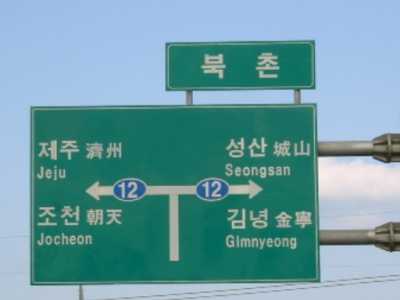 북촌
제주 濟州
Jeju
성산 城山
Seongsan
12
12
조천 朝天
Jocheon
김녕 金寧
GImnyeong